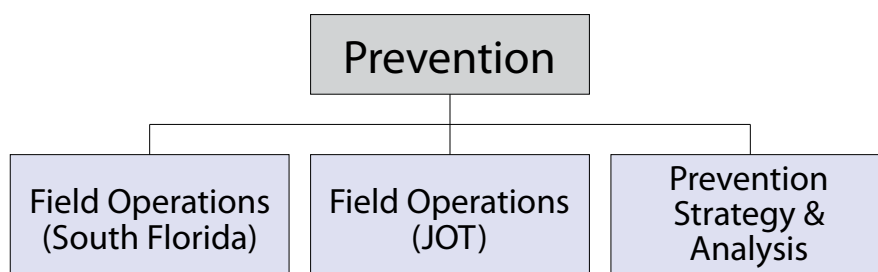 Prevention
Field Operations
(South Florida)
Field Operations
(JOT)
Prevention
Strategy &
Analysis